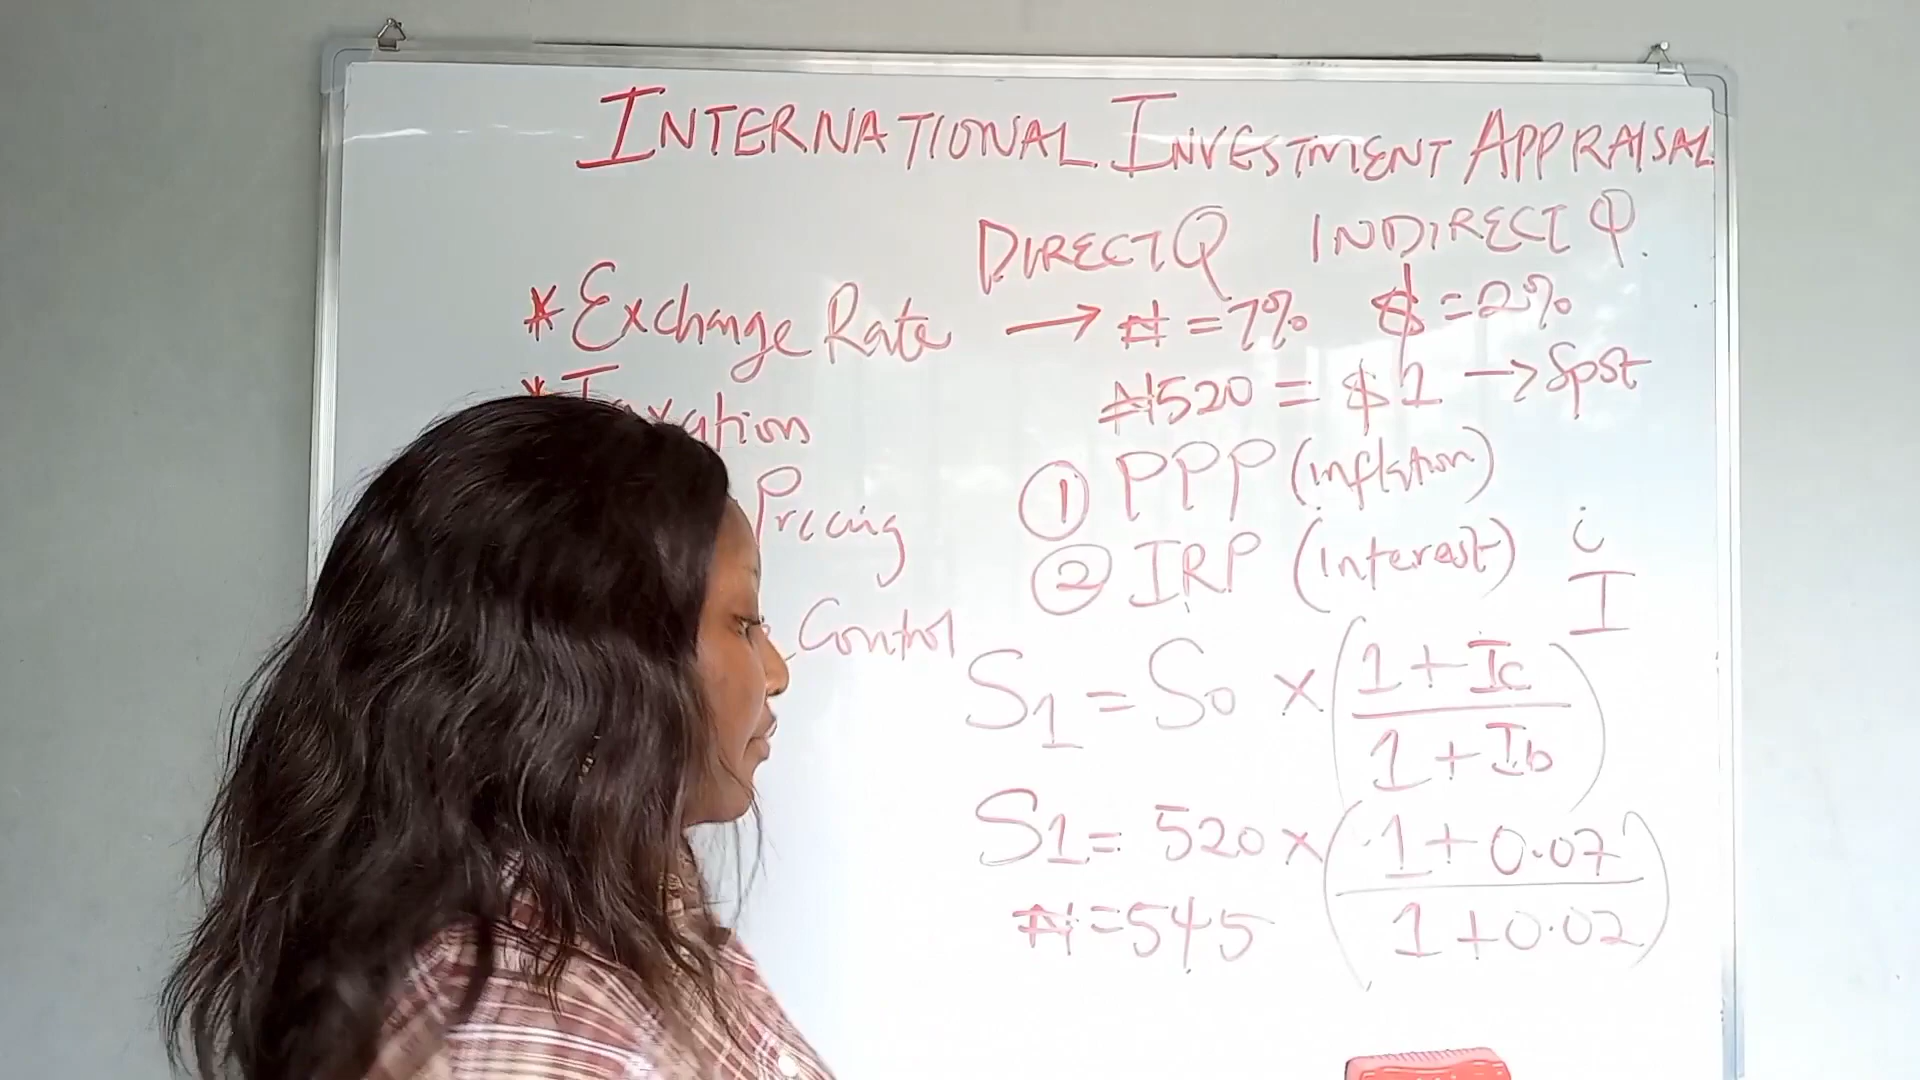 INTERNATIONAL INVESTMENT APPRAISAL
DIRECT Q INDIRECT Q.
* Exchange Rate → ₦ = 7% $ = 2%
* Taxation
₦520 = $1 → Spot
Pricing
① PPP (inflation)
② IRP (interest) i
I
Control
S1 = S0 × (1 + Ic / 1 + Ib)
S1 = 520 × (1 + 0.07 / 1 + 0.02)
₦ = 545